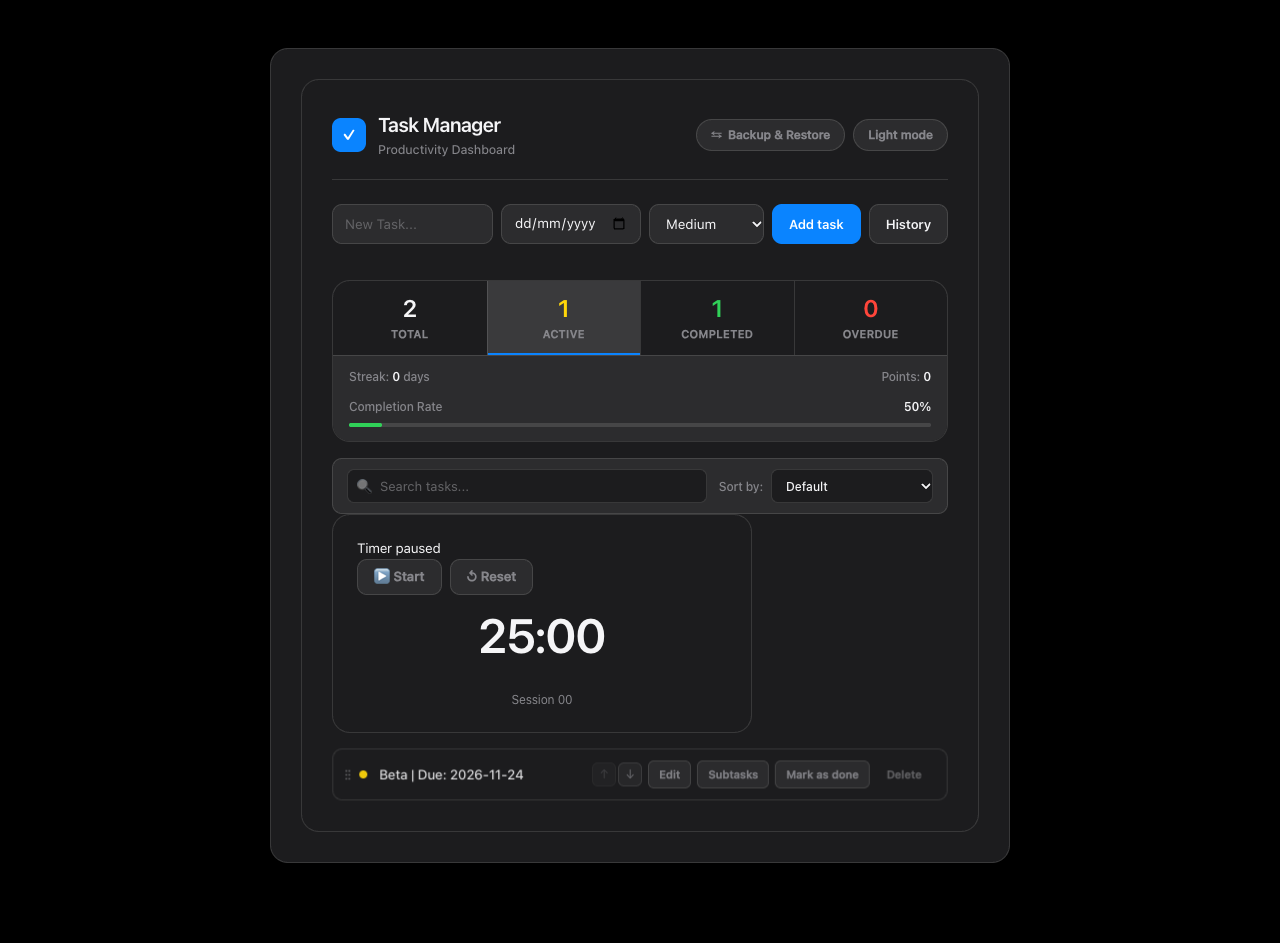 Task Manager
Productivity Dashboard
⇆ Backup & Restore
Light mode
New Task...
dd/mm/yyyy
Medium
Add task
History
2
TOTAL
1
ACTIVE
1
COMPLETED
0
OVERDUE
Streak: 0 days
Points: 0
Completion Rate
50%
Search tasks...
Sort by:
Default
Timer paused
▶️ Start
↺ Reset
25:00
Session 00
Beta | Due: 2026-11-24
↑
↓
Edit
Subtasks
Mark as done
Delete